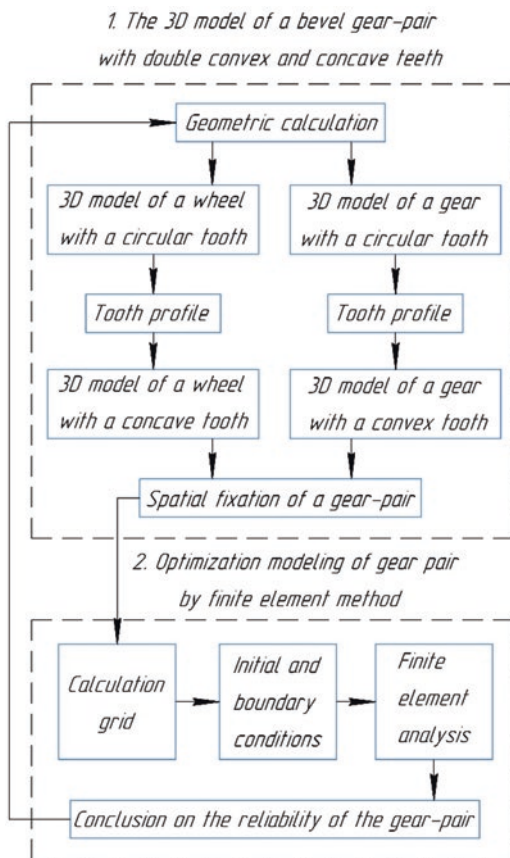 1. The 3D model of a bevel gear-pair
with double convex and concave teeth
Geometric calculation
3D model of a wheel
with a circular tooth
3D model of a gear
with a circular tooth
Tooth profile
Tooth profile
3D model of a wheel
with a concave tooth
3D model of a gear
with a convex tooth
Spatial fixation of a gear-pair
2. Optimization modeling of gear pair
by finite element method
Calculation
grid
Initial and
boundary
conditions
Finite
element
analysis
Conclusion on the reliability of the gear-pair